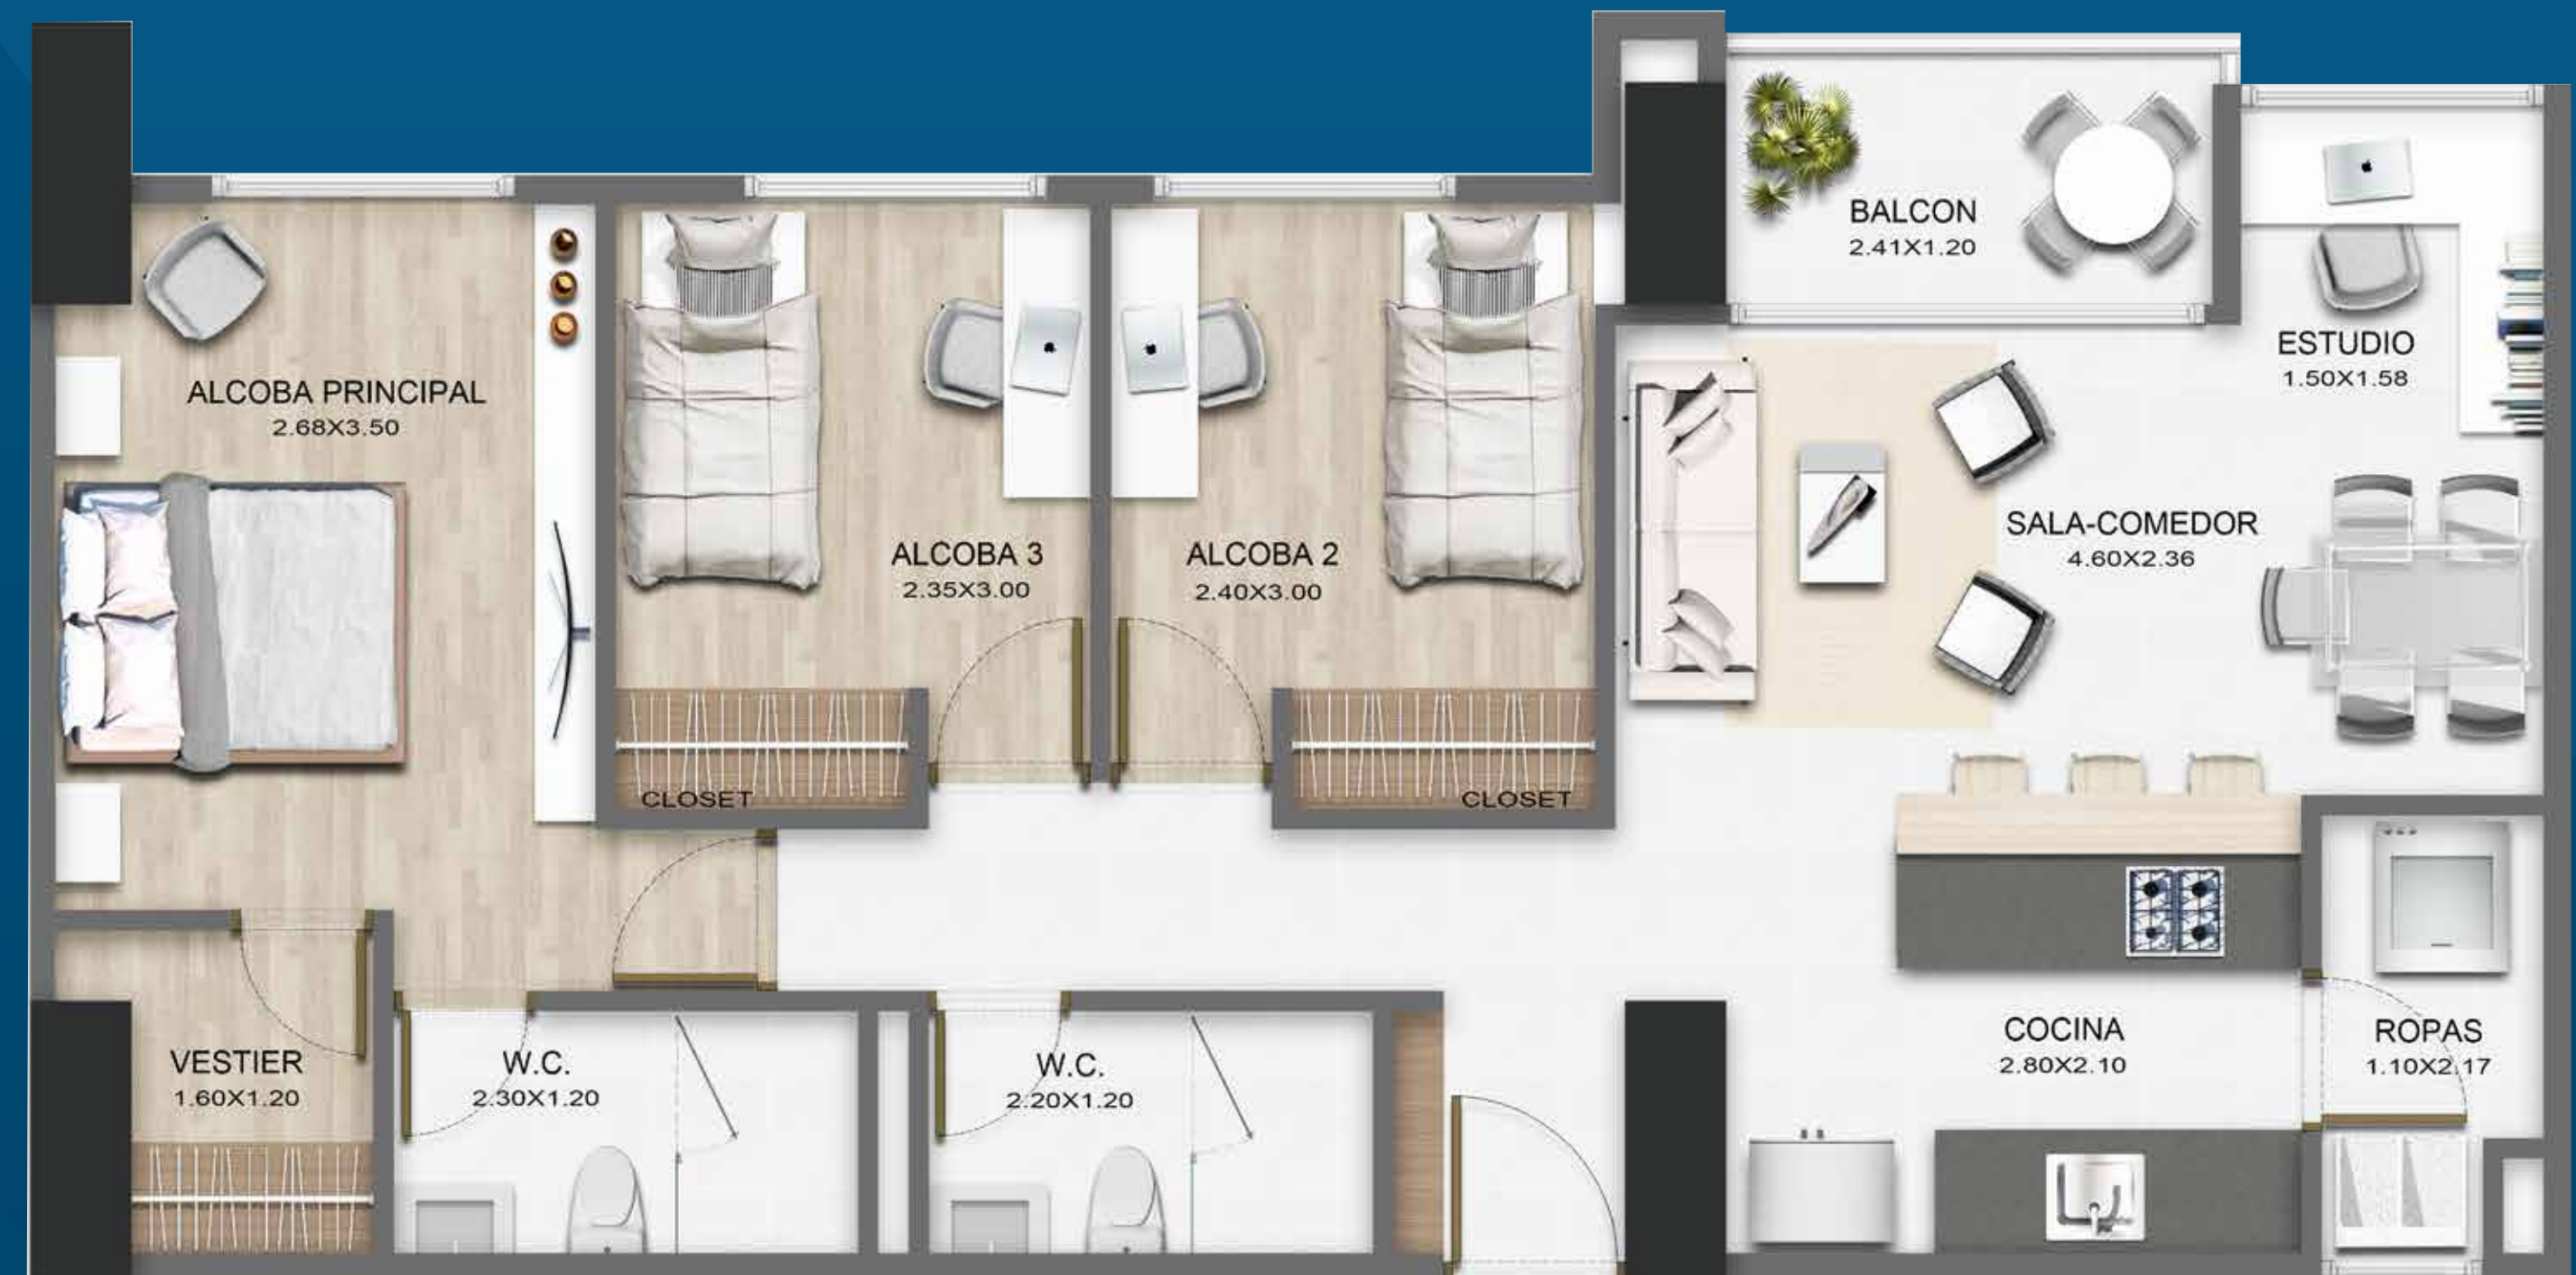 BALCON
2.41X1.20
ESTUDIO
1.50X1.58
ALCOBA PRINCIPAL
2.68X3.50
ALCOBA 3
2.35X3.00
ALCOBA 2
2.40X3.00
SALA-COMEDOR
4.60X2.36
CLOSET
CLOSET
VESTIER
1.60X1.20
W.C.
2.30X1.20
W.C.
2.20X1.20
COCINA
2.80X2.10
ROPAS
1.10X2.17